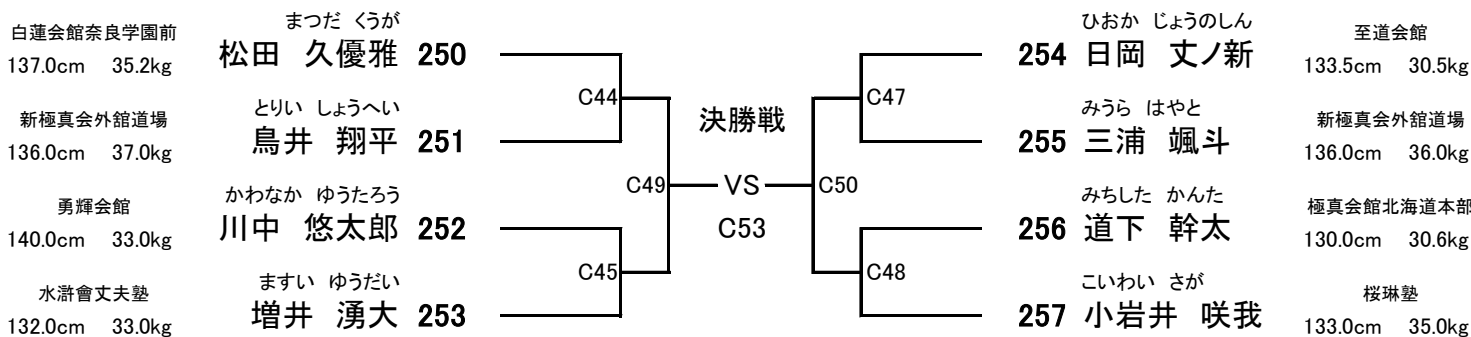 白蓮会館奈良学園前
137.0cm 35.2kg
まつだ くうが
松田 久優雅 250
新極真会外舘道場
136.0cm 37.0kg
とりい しょうへい
鳥井 翔平 251
勇輝会館
140.0cm 33.0kg
かわなか ゆうたろう
川中 悠太郎 252
水滸會丈夫塾
132.0cm 33.0kg
ますい ゆうだい
増井 湧大 253
C44
C45
C49
決勝戦
VS
C53
C50
C47
C48
ひおか じょうのしん
254 日岡 丈ノ新
至道会館
133.5cm 30.5kg
みうら はやと
255 三浦 颯斗
新極真会外舘道場
136.0cm 36.0kg
みちした かんた
256 道下 幹太
極真会館北海道本部
130.0cm 30.6kg
こいわい さが
257 小岩井 咲我
桜琳塾
133.0cm 35.0kg